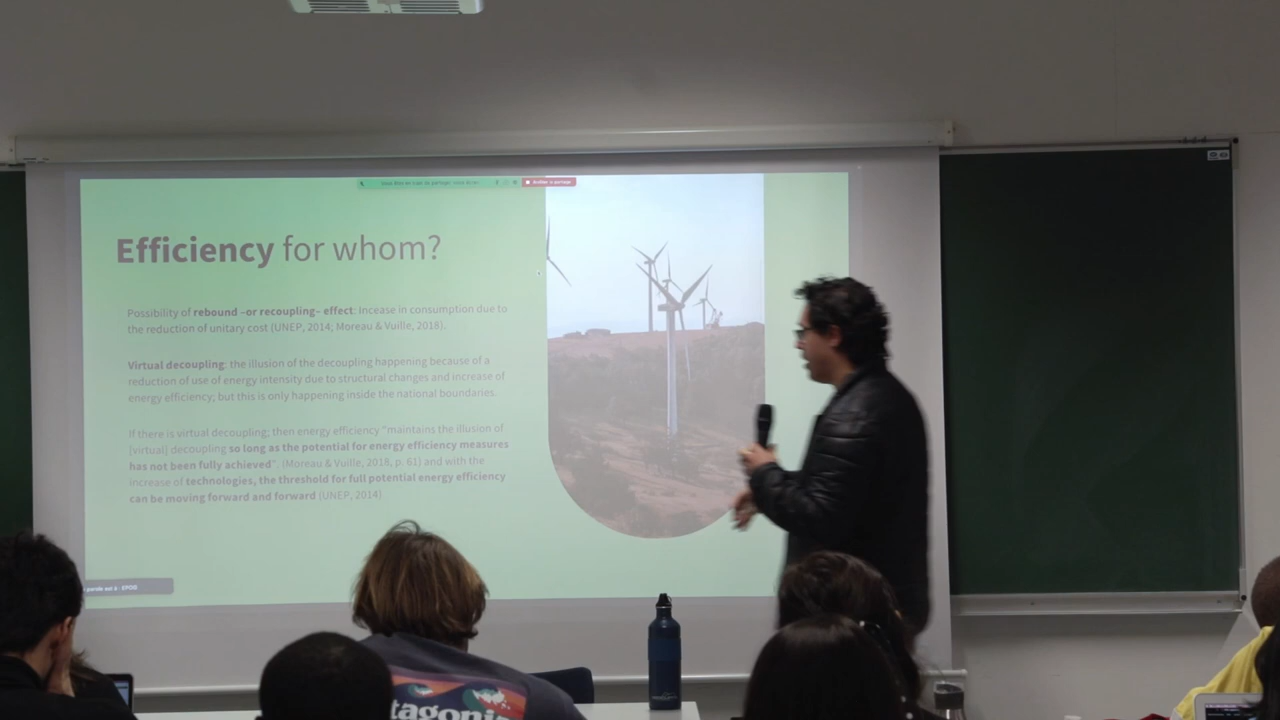 Efficiency for whom?
Possibility of rebound -or recoupling- effect: increase in consumption due to
the reduction of unitary cost (UNEP, 2014; Moreau & Vuille, 2018).
Virtual decoupling: the illusion of the decoupling happening because of a
reduction of use of energy intensity due to structural changes and increase of
energy efficiency; but this is only happening inside the national boundaries.
If there is virtual decoupling; then energy efficiency "maintains the illusion of
[virtual] decoupling so long as the potential for energy efficiency measures
has not been fully achieved". (Moreau & Vuille, 2018, p. 61) and with the
increase of technologies, the threshold for full potential energy efficiency
can be moving forward and forward (UNEP, 2014)
parole est à : EPOG
tagoni